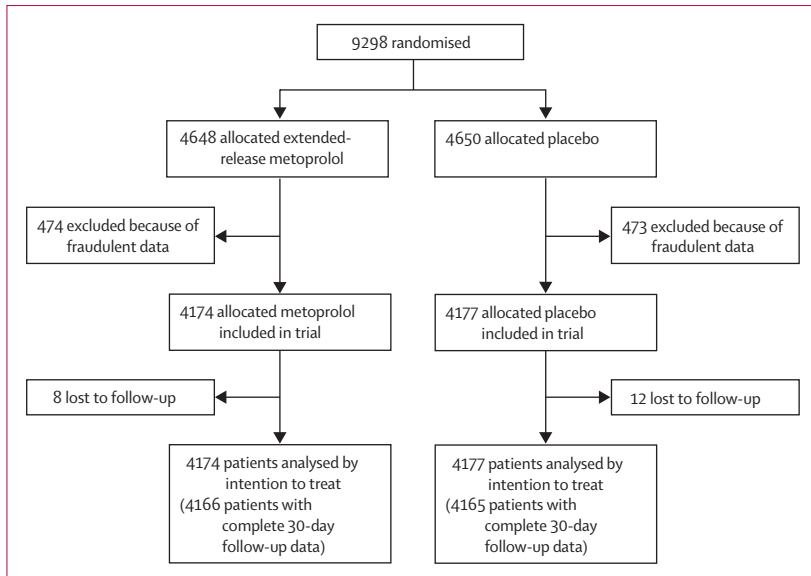 9298 randomised
4648 allocated extended-
release metoprolol
4650 allocated placebo
474 excluded because of
fraudulent data
473 excluded because of
fraudulent data
4174 allocated metoprolol
included in trial
4177 allocated placebo
included in trial
8 lost to follow-up
12 lost to follow-up
4174 patients analysed by
intention to treat
(4166 patients with
complete 30-day
follow-up data)
4177 patients analysed by
intention to treat
(4165 patients with
complete 30-day
follow-up data)